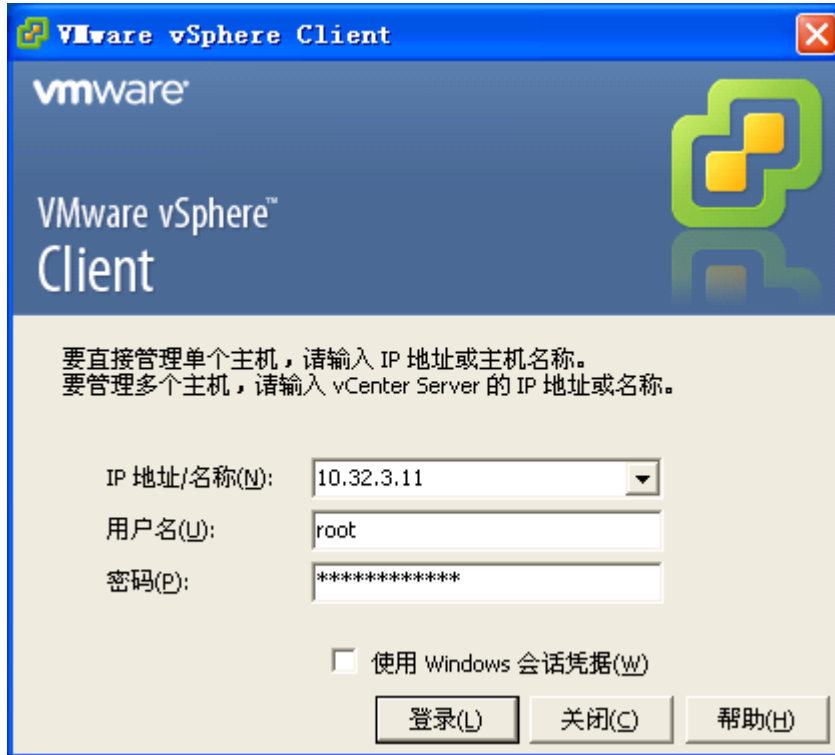 VMware vSphere Client
vmware®
VMware vSphere™
Client
要直接管理单个主机，请输入 IP 地址或主机名称。
要管理多个主机，请输入 vCenter Server 的 IP 地址或名称。
IP 地址/名称(N): 10.32.3.11
用户名(U): root
密码(P): ************
使用 Windows 会话凭据(W)
登录(L) 关闭(C) 帮助(H)